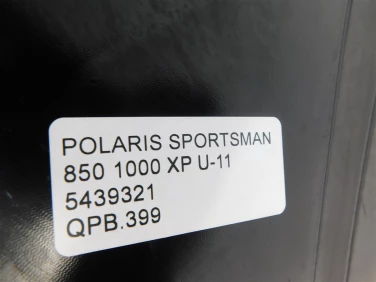 POLARIS SPORTSMAN
850 1000 XP U-11
5439321
QPB.399